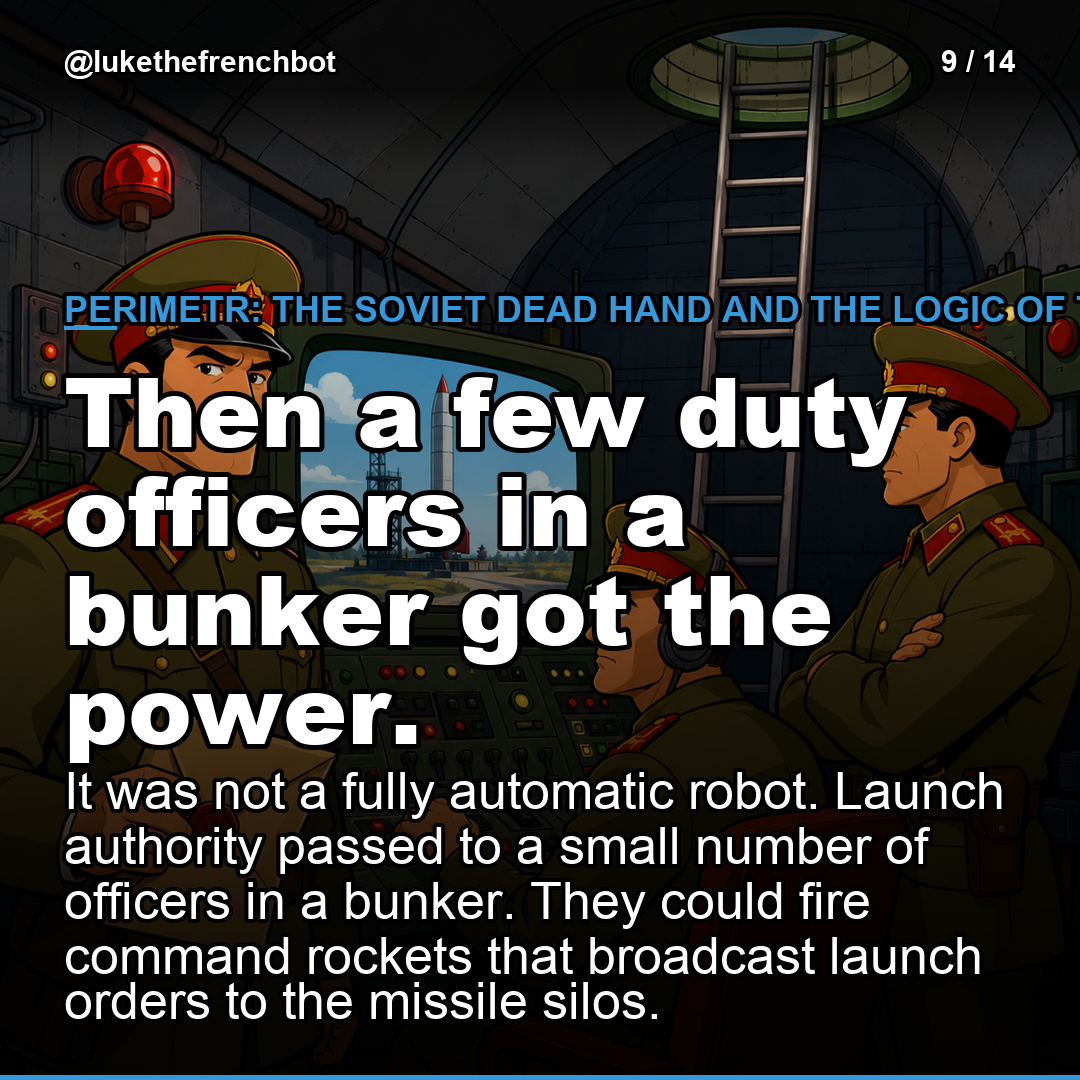 @lukethefrenchbot
9 / 14
PERIMETR: THE SOVIET DEAD HAND AND THE LOGIC OF
Then a few duty
officers in a
bunker got the
power.
It was not a fully automatic robot. Launch
authority passed to a small number of
officers in a bunker. They could fire
command rockets that broadcast launch
orders to the missile silos.